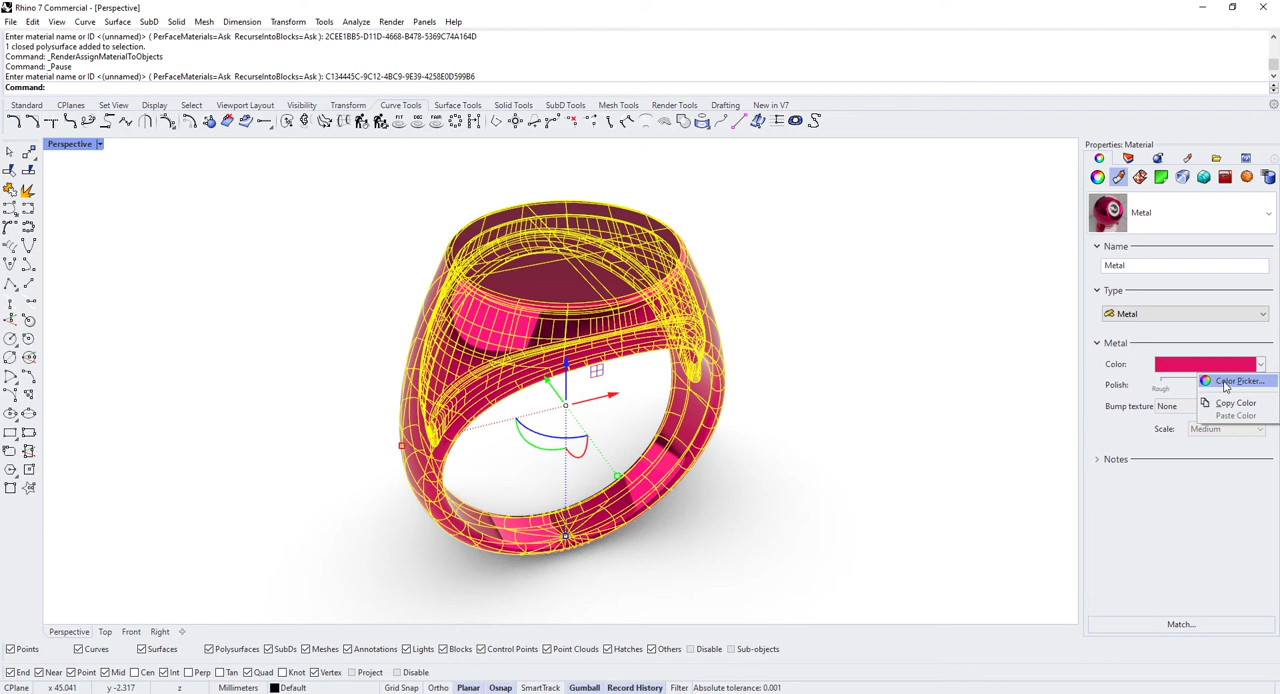 Rhino 7 Commercial - [Perspective]
File Edit View Curve Surface SubD Solid Mesh Dimension Transform Tools Analyze Render Panels Help
Enter material name or ID <(unnamed)> ( PerFaceMaterials=Ask RecurseIntoBlocks=Ask ): 2CEE1BB5-D11D-4668-B478-5369C74A164D
1 closed polysurface added to selection.
Command: _RenderAssignMaterialToObjects
Command: _Pause
Enter material name or ID <(unnamed)> ( PerFaceMaterials=Ask RecurseIntoBlocks=Ask ): C134445C-9C12-4BC9-9E39-4258E0D599B6
Command:
Standard CPlanes Set View Display Select Viewport Layout Visibility Transform Curve Tools Surface Tools Solid Tools SubD Tools Mesh Tools Render Tools Drafting New in V7
Perspective
Properties: Material
Metal
Name
Metal
Type
Metal
Metal
Color:
Color Picker...
Polish:
Rough
Copy Color
Bump texture None
Paste Color
Scale: Medium
Notes
Match...
Perspective Top Front Right
Points Curves Surfaces Polysurfaces SubDs Meshes Annotations Lights Blocks Control Points Point Clouds Hatches Others Disable Sub-objects
End Near Point Mid Cen Int Perp Tan Quad Knot Vertex Project Disable
CPlane x 45.041 y -2.317 z Millimeters Default Grid Snap Ortho Planar Osnap SmartTrack Gumball Record History Filter Absolute tolerance: 0.001